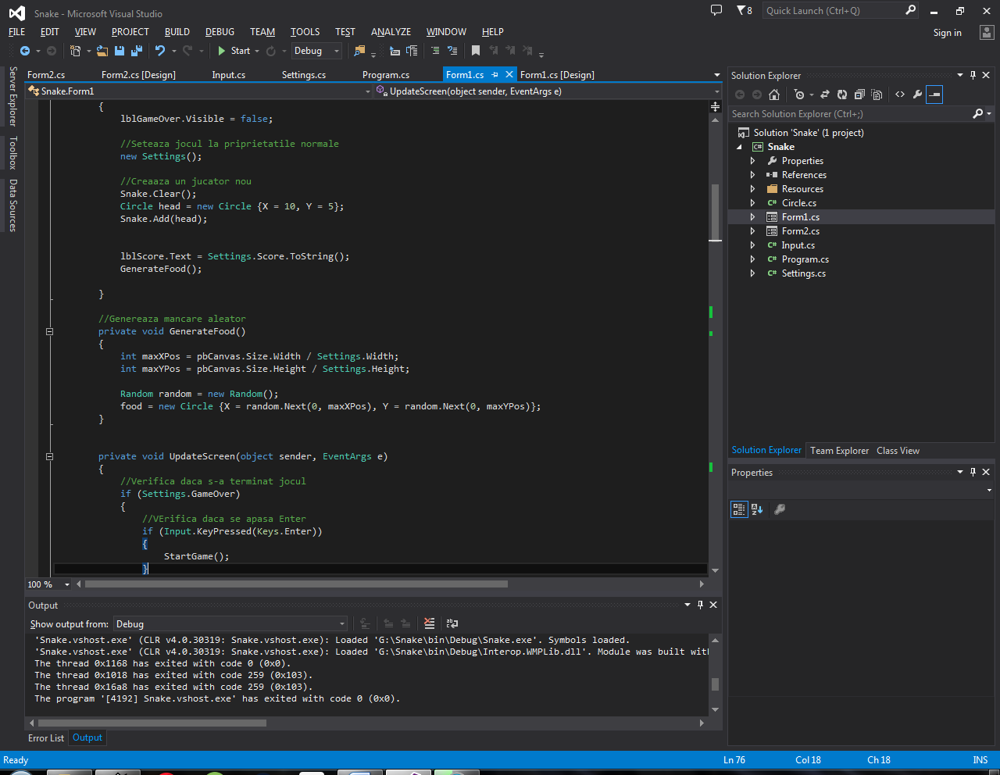 Snake - Microsoft Visual Studio
8
Quick Launch (Ctrl+Q)
FILE EDIT VIEW PROJECT BUILD DEBUG TEAM TOOLS TEST ANALYZE WINDOW HELP
Sign in
Start Debug
Server Explorer
Toolbox
Data Sources
Form2.cs Form2.cs [Design] Input.cs Settings.cs Program.cs Form1.cs Form1.cs [Design]
Snake.Form1 UpdateScreen(object sender, EventArgs e)
{
lblGameOver.Visible = false;
//Seteaza jocul la priprietatile normale
new Settings();
//Creaaza un jucator nou
Snake.Clear();
Circle head = new Circle {X = 10, Y = 5};
Snake.Add(head);
lblScore.Text = Settings.Score.ToString();
GenerateFood();
}
//Genereaza mancare aleator
private void GenerateFood()
{
int maxXPos = pbCanvas.Size.Width / Settings.Width;
int maxYPos = pbCanvas.Size.Height / Settings.Height;
Random random = new Random();
food = new Circle {X = random.Next(0, maxXPos), Y = random.Next(0, maxYPos)};
}
private void UpdateScreen(object sender, EventArgs e)
{
//Verifica daca s-a terminat jocul
if (Settings.GameOver)
{
//VErifica daca se apasa Enter
if (Input.KeyPressed(Keys.Enter))
{
StartGame();
}
100 %
Output
Show output from: Debug
'Snake.vshost.exe' (CLR v4.0.30319: Snake.vshost.exe): Loaded 'G:\Snake\bin\Debug\Snake.exe'. Symbols loaded.
'Snake.vshost.exe' (CLR v4.0.30319: Snake.vshost.exe): Loaded 'G:\Snake\bin\Debug\Interop.WMPLib.dll'. Module was built wit
The thread 0x1168 has exited with code 0 (0x0).
The thread 0x1018 has exited with code 259 (0x103).
The thread 0x16a8 has exited with code 259 (0x103).
The program '[4192] Snake.vshost.exe' has exited with code 0 (0x0).
Error List Output
Solution Explorer
Search Solution Explorer (Ctrl+;)
Solution 'Snake' (1 project)
C# Snake
Properties
References
Resources
C# Circle.cs
Form1.cs
Form2.cs
C# Input.cs
C# Program.cs
C# Settings.cs
Solution Explorer Team Explorer Class View
Properties
Ready Ln 76 Col 18 Ch 18 INS